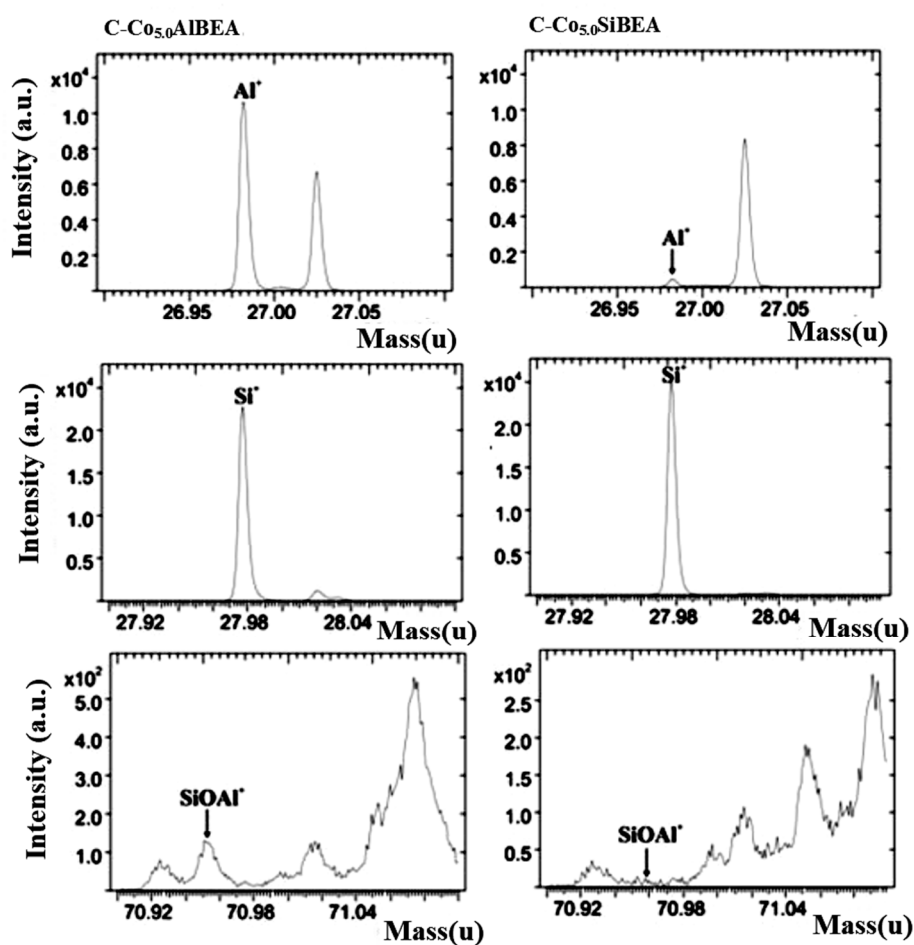 C-Co₅.₀AlBEA
C-Co₅.₀SiBEA
Intensity (a.u.)
x10⁴
1.0
0.8
0.6
0.4
0.2
Al⁺
26.95 27.00 27.05
Mass(u)
x10⁴
1.0
0.8
0.6
0.4
0.2
Al⁺
26.95 27.00 27.05
Mass(u)
Intensity (a.u.)
x10⁴
2.0
1.5
1.0
0.5
Si⁺
27.92 27.98 28.04
Mass(u)
x10⁴
2.0
1.5
1.0
0.5
Si⁺
27.92 27.98 28.04
Mass(u)
Intensity (a.u.)
x10²
5.0
4.0
3.0
2.0
1.0
SiOAl⁺
70.92 70.98 71.04
Mass(u)
x10²
2.5
2.0
1.5
1.0
0.5
SiOAl⁺
70.92 70.98 71.04
Mass(u)